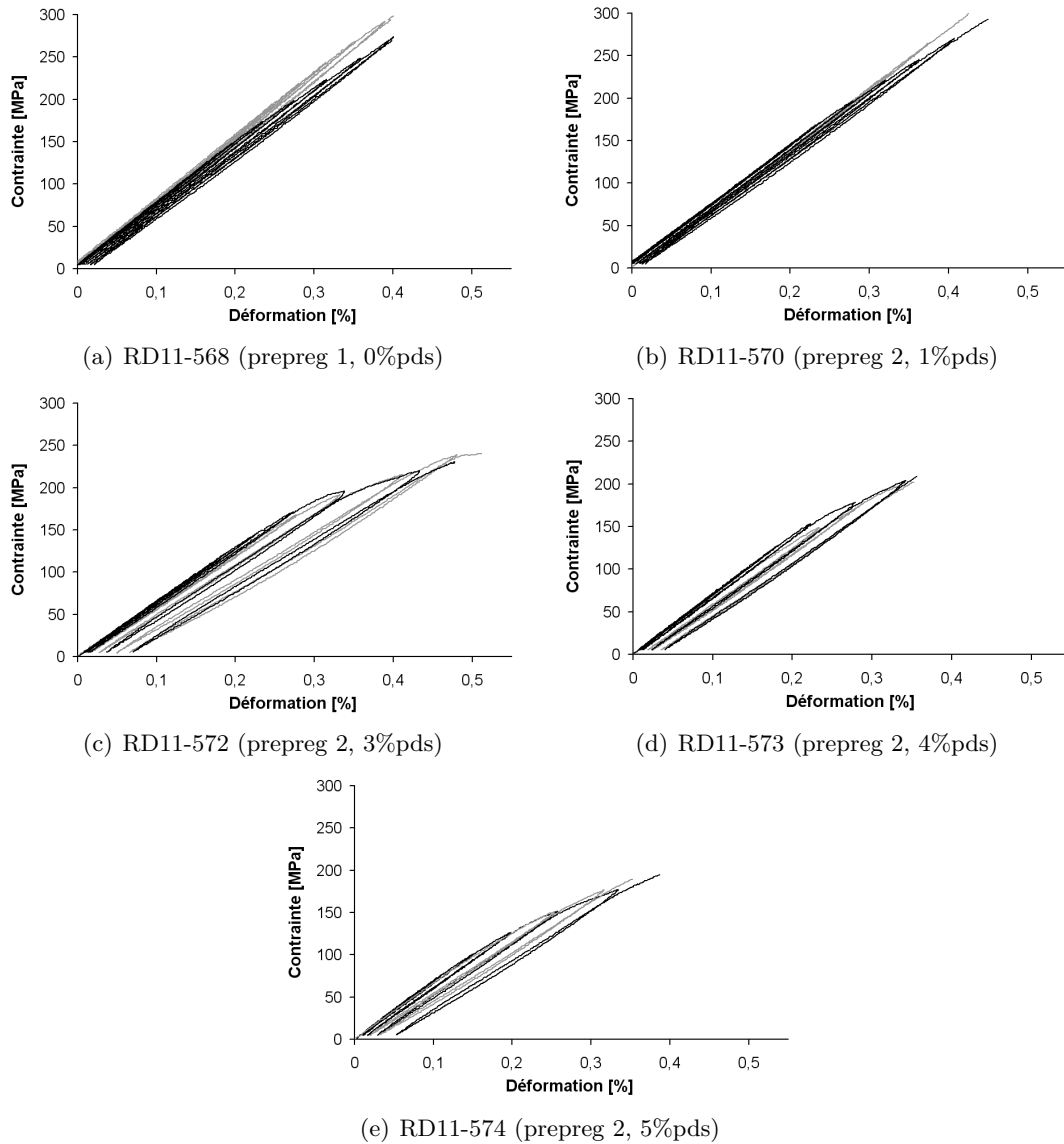 300
250
200
150
100
50
0
Contrainte [MPa]
0 0,1 0,2 0,3 0,4 0,5
Déformation [%]
(a) RD11-568 (prepreg 1, 0%pds)
300
250
200
150
100
50
0
Contrainte [MPa]
0 0,1 0,2 0,3 0,4 0,5
Déformation [%]
(b) RD11-570 (prepreg 2, 1%pds)
300
250
200
150
100
50
0
Contrainte [MPa]
0 0,1 0,2 0,3 0,4 0,5
Déformation [%]
(c) RD11-572 (prepreg 2, 3%pds)
300
250
200
150
100
50
0
Contrainte [MPa]
0 0,1 0,2 0,3 0,4 0,5
Déformation [%]
(d) RD11-573 (prepreg 2, 4%pds)
300
250
200
150
100
50
0
Contrainte [MPa]
0 0,1 0,2 0,3 0,4 0,5
Déformation [%]
(e) RD11-574 (prepreg 2, 5%pds)